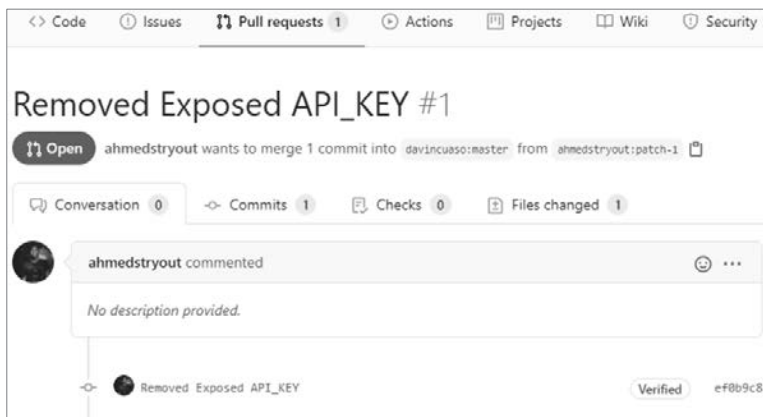 <> Code Issues Pull requests 1 Actions Projects Wiki Security
Removed Exposed API_KEY #1
Open ahmedstryout wants to merge 1 commit into davincuaso:master from ahmedstryout:patch-1
Conversation 0 Commits 1 Checks 0 Files changed 1
ahmedstryout commented
No description provided.
Removed Exposed API_KEY Verified ef0b9c8